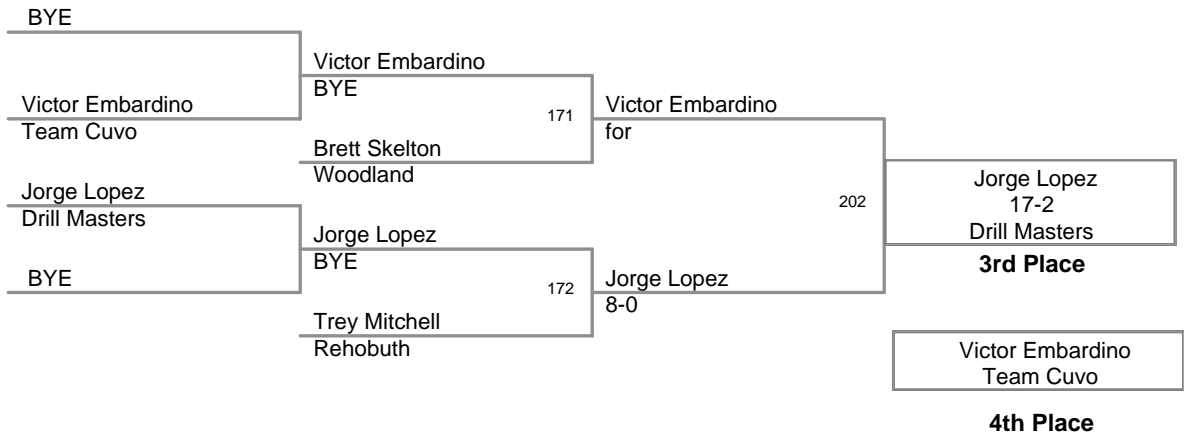 BYE
Victor Embardino
BYE
Victor Embardino
Team Cuvo
171
Victor Embardino
for
Brett Skelton
Woodland
Jorge Lopez
Drill Masters
202
Jorge Lopez
17-2
Drill Masters
3rd Place
Jorge Lopez
BYE
BYE
172
Jorge Lopez
8-0
Trey Mitchell
Rehobuth
Victor Embardino
Team Cuvo
4th Place